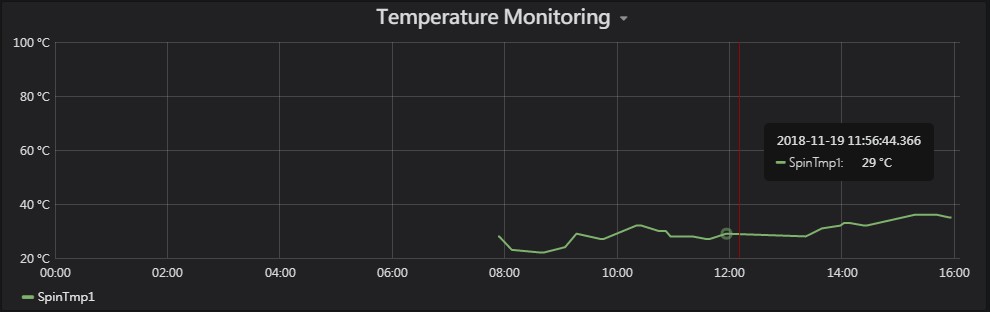 Temperature Monitoring
100 °C
80 °C
60 °C
40 °C
20 °C
2018-11-19 11:56:44.366
SpinTmp1: 29 °C
00:00 02:00 04:00 06:00 08:00 10:00 12:00 14:00 16:00
SpinTmp1